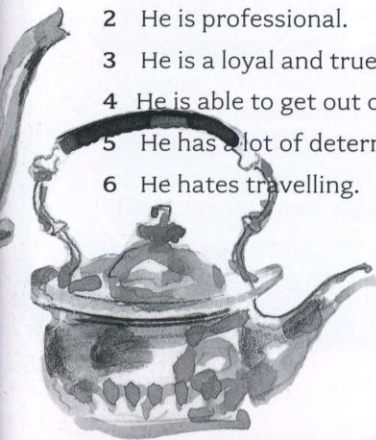 2 He is professional.
3 He is a loyal and true
4 He is able to get out o
5 He has a lot of deterr
6 He hates travelling.